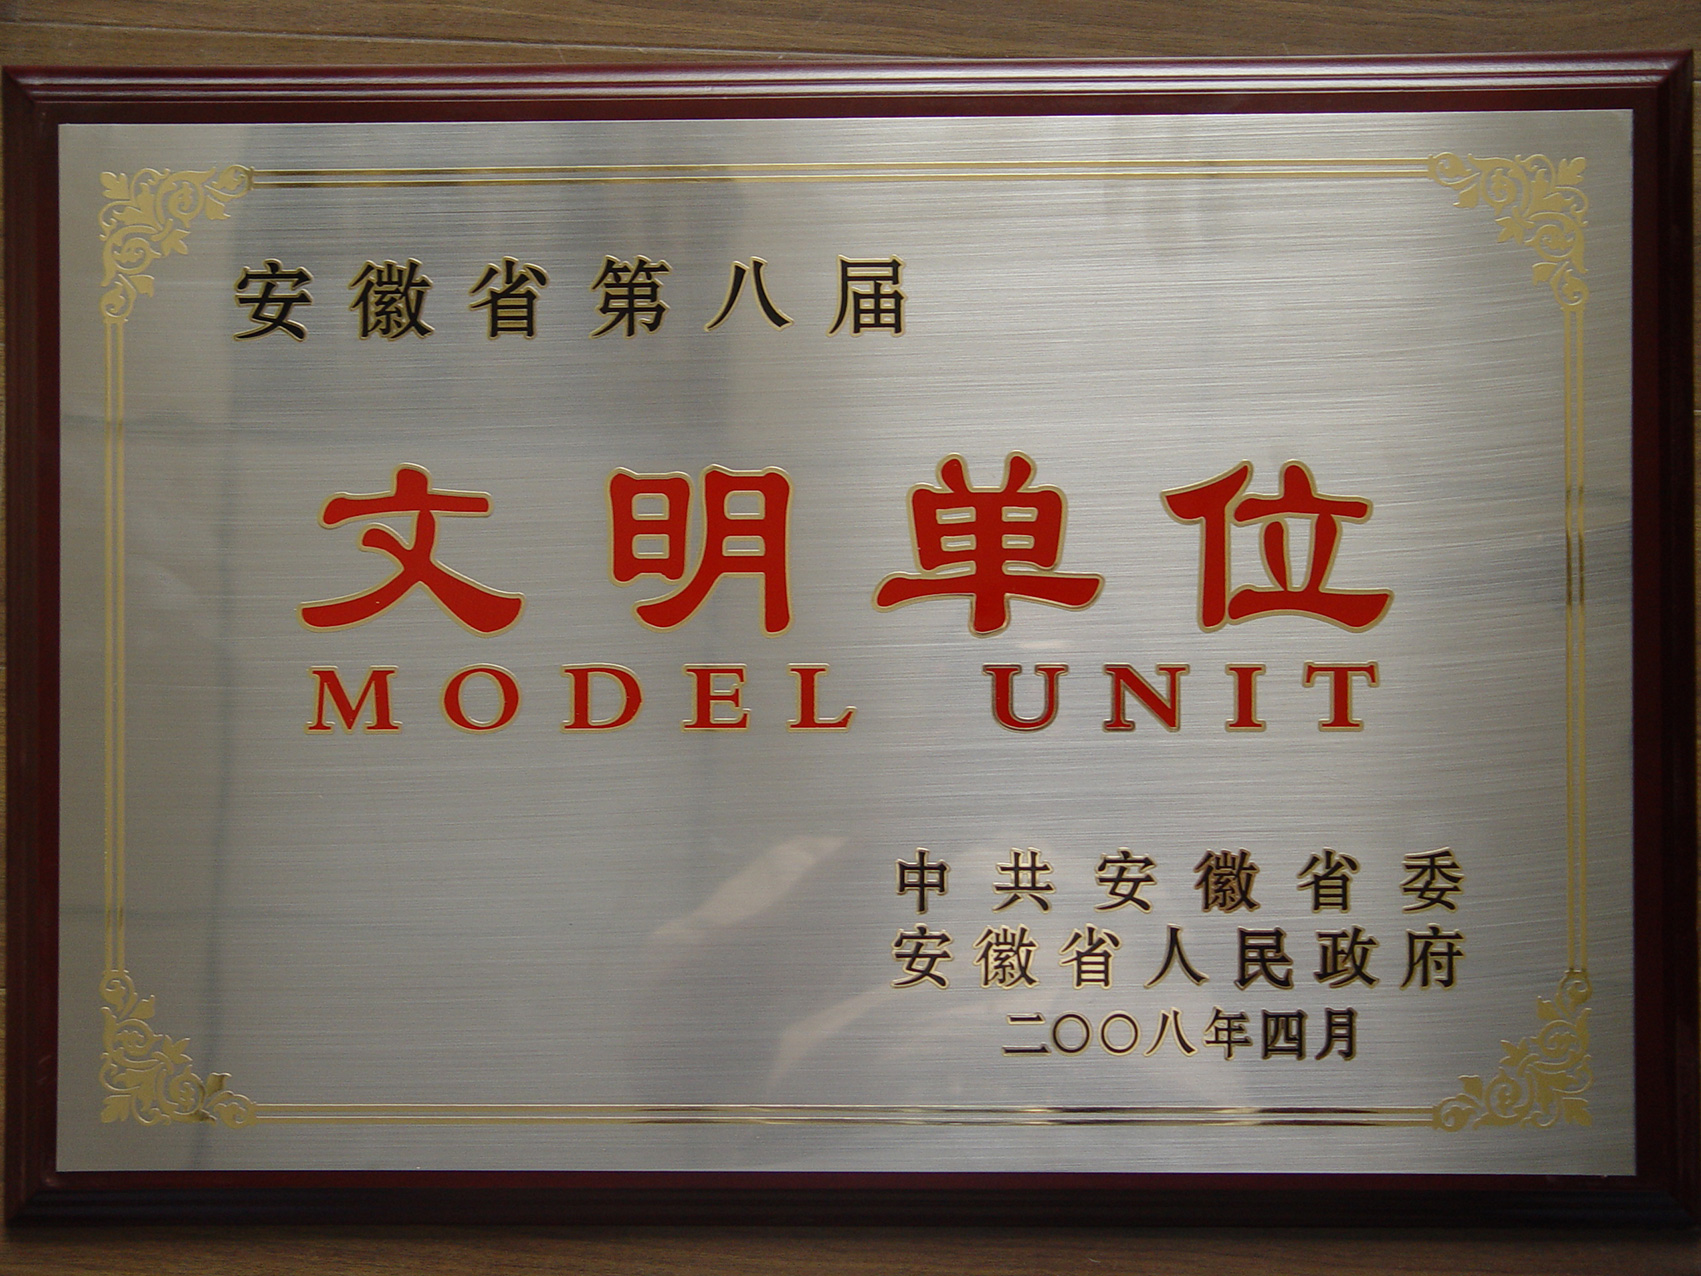 安徽省第八届
文明单位
MODEL UNIT
中共安徽省委
安徽省人民政府
二〇〇八年四月